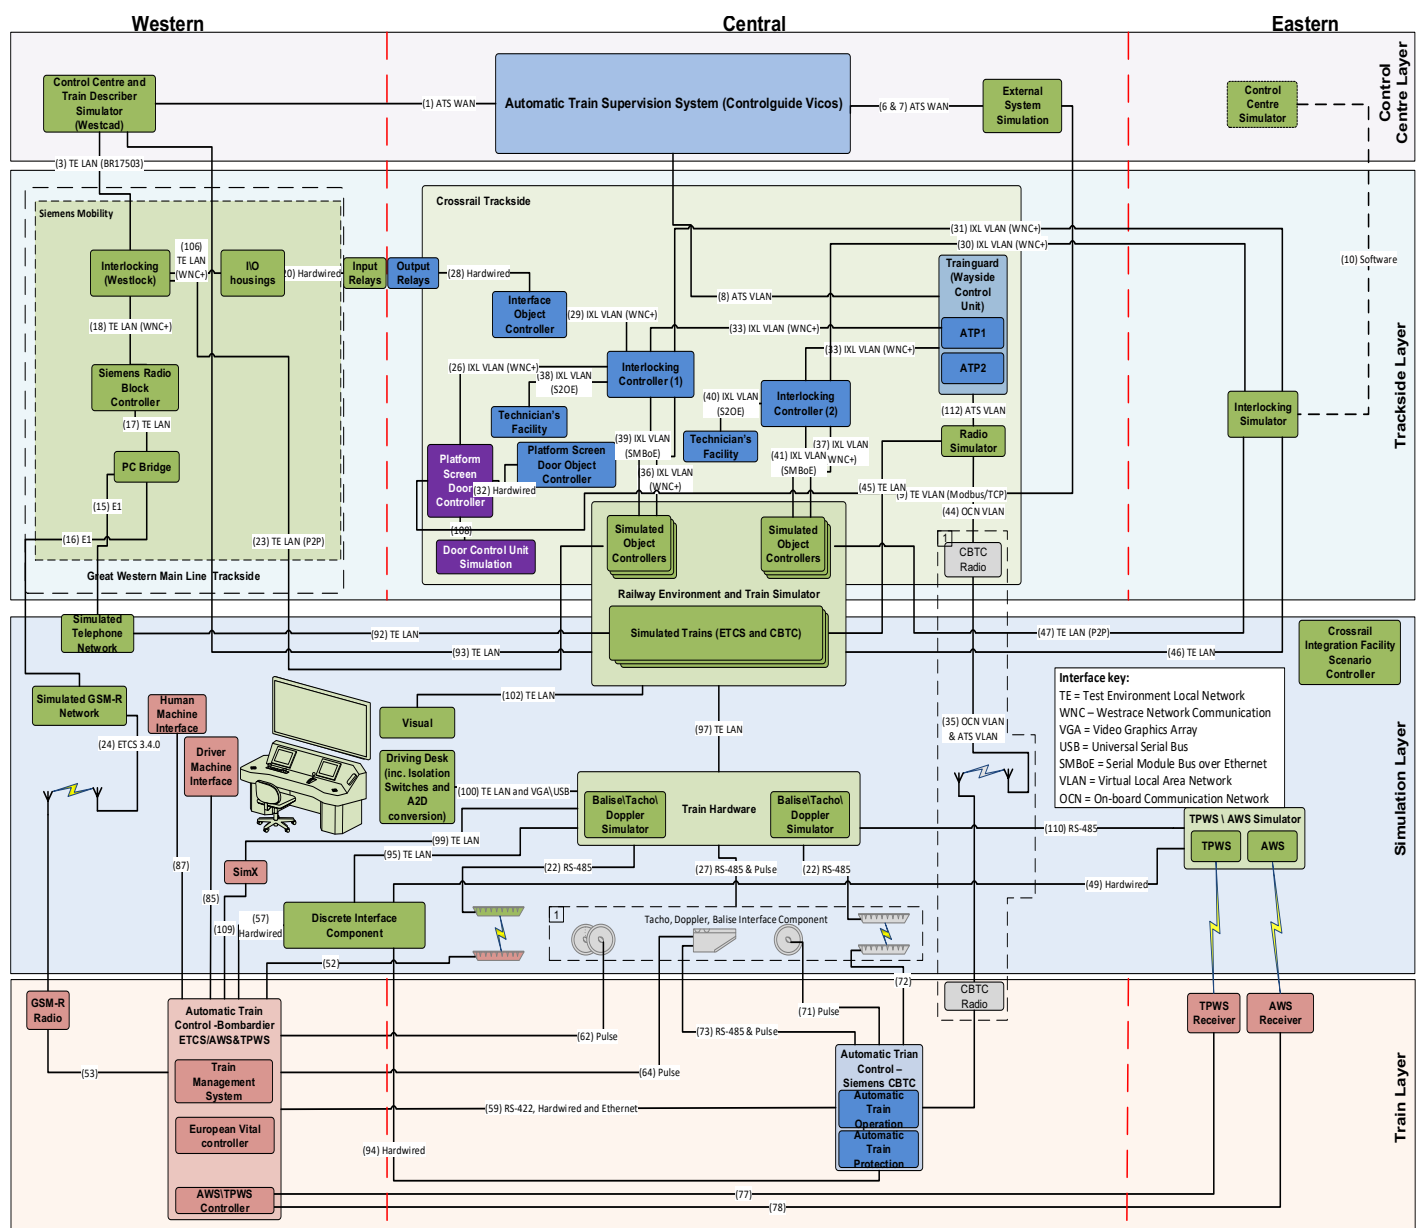 Western
Central
Eastern
Control Centre and
Train Describer
Simulator
(Westcad)
(1) ATS WAN
Automatic Train Supervision System (Controlguide Vicos)
(6 & 7) ATS WAN
External
System
Simulation
Control
Centre
Simulator
Control
Centre Layer
(3) TE LAN (BR17503)
Siemens Mobility
Interlocking
(Westlock)
(106)
TE LAN
(WNC+)
I\O
housings
20) Hardwired
Input
Relays
Output
Relays
(28) Hardwired
(18) TE LAN (WNC+)
Siemens Radio
Block
Controller
(17) TE LAN
PC Bridge
(15) E1
(16) E1
(23) TE LAN (P2P)
Great Western Main Line Trackside
Crossrail Trackside
Interface
Object
Controller
(29) IXL VLAN (WNC+)
(8) ATS VLAN
(31) IXL VLAN (WNC+)
(30) IXL VLAN (WNC+)
Trainguard
(Wayside
Control
Unit)
ATP1
ATP2
(33) IXL VLAN (WNC+)
(33) IXL VLAN (WNC+)
(26) IXL VLAN (WNC+)
(38) IXL VLAN
(S2OE)
Interlocking
Controller (1)
Interlocking
Controller (2)
(40) IXL VLAN
(S2OE)
Technician's
Facility
Technician's
Facility
(112) ATS VLAN
Radio
Simulator
(39) IXL VLAN
(SMBoE)
(36) IXL VLAN
(WNC+)
(37) IXL VLAN
WNC+)
(41) IXL VLAN
(SMBoE)
Platform
Screen
Door
Controller
Platform Screen
Door Object
Controller
(32) Hardwired
(45) TE LAN
(9) TE VLAN (Modbus/TCP)
(44) OCN VLAN
(108)
Door Control Unit
Simulation
Simulated
Object
Controllers
Simulated
Object
Controllers
1
CBTC
Radio
(10) Software
Interlocking
Simulator
Trackside Layer
Railway Environment and Train Simulator
Simulated Trains (ETCS and CBTC)
Simulated
Telephone
Network
(92) TE LAN
(93) TE LAN
(47) TE LAN (P2P)
(46) TE LAN
Crossrail
Integration Facility
Scenario
Controller
Simulated GSM-R
Network
Human
Machine
Interface
(24) ETCS 3.4.0
Driver
Machine
Interface
(102) TE LAN
Visual
(97) TE LAN
Driving Desk
(inc. Isolation
Switches and
A2D
conversion)
(100) TE LAN and VGA\USB
(35) OCN VLAN
& ATS VLAN
Interface key:
TE = Test Environment Local Network
WNC – Westrace Network Communication
VGA = Video Graphics Array
USB = Universal Serial Bus
SMBoE = Serial Module Bus over Ethernet
VLAN = Virtual Local Area Network
OCN = On-board Communication Network
Balise\Tacho\
Doppler
Simulator
Train Hardware
Balise\Tacho\
Doppler
Simulator
(99) TE LAN
(95) TE LAN
(110) RS-485
TPWS \ AWS Simulator
TPWS
AWS
(87)
SimX
(22) RS-485
(27) RS-485 & Pulse
(22) RS-485
(49) Hardwired
(85)
(109)
(57)
Hardwired
Discrete Interface
Component
1
Tacho, Doppler, Balise Interface Component
(52)
(72)
Simulation Layer
GSM-R
Radio
Automatic Train
Control -Bombardier
ETCS/AWS&TPWS
Train
Management
System
European Vital
controller
AWS\TPWS
Controller
(53)
(62) Pulse
(64) Pulse
(71) Pulse
(73) RS-485 & Pulse
(59) RS-422, Hardwired and Ethernet
(94) Hardwired
Automatic Trian
Control –
Siemens CBTC
Automatic
Train
Operation
Automatic
Train
Protection
CBTC
Radio
TPWS
Receiver
AWS
Receiver
(77)
(78)
Train Layer